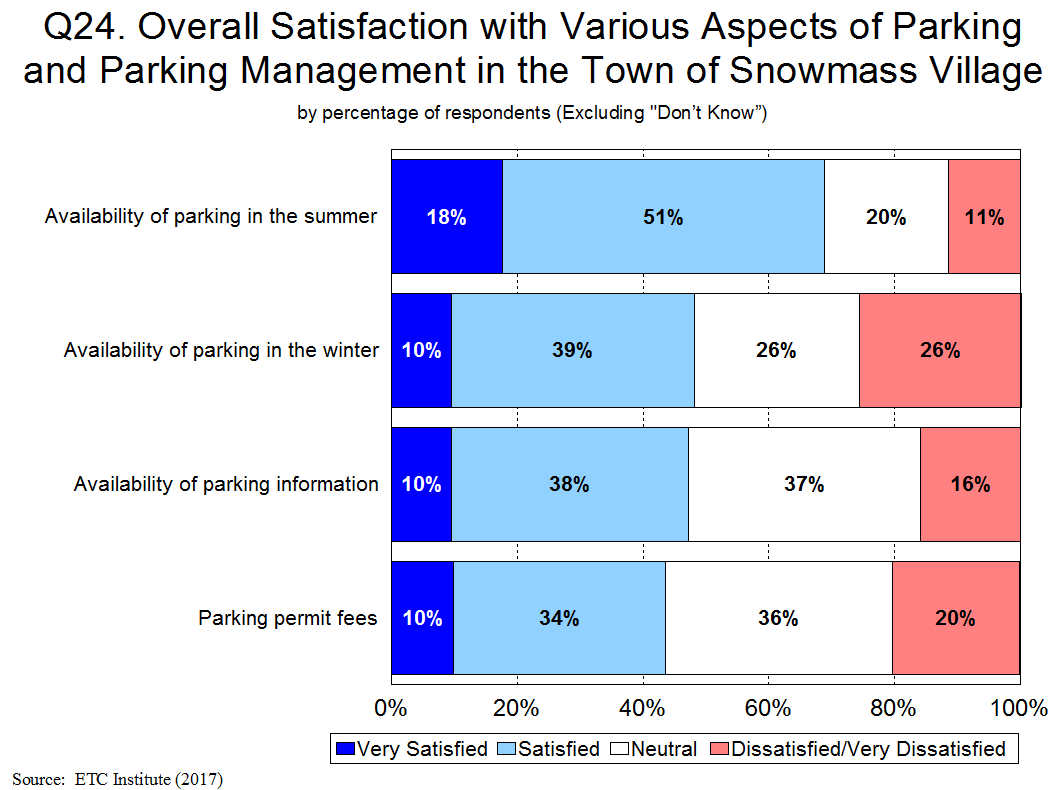 Q24. Overall Satisfaction with Various Aspects of Parking
and Parking Management in the Town of Snowmass Village
by percentage of respondents (Excluding "Don’t Know”)
Availability of parking in the summer 18% 51% 20% 11%
Availability of parking in the winter 10% 39% 26% 26%
Availability of parking information 10% 38% 37% 16%
Parking permit fees 10% 34% 36% 20%
0% 20% 40% 60% 80% 100%
Very Satisfied Satisfied Neutral Dissatisfied/Very Dissatisfied
Source: ETC Institute (2017)